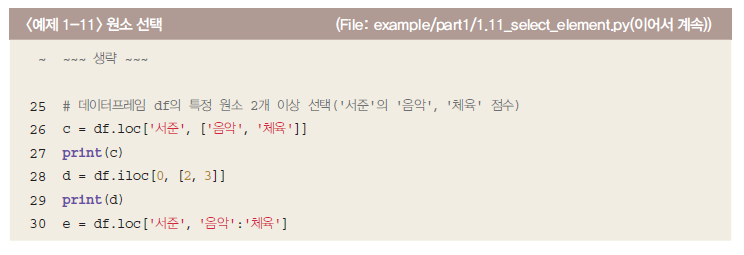 〈예제 1-11〉 원소 선택 (File: example/part1/1.11_select_element.py(이어서 계속))
~ ~~~ 생략 ~~~
25 # 데이터프레임 df의 특정 원소 2개 이상 선택('서준'의 '음악', '체육' 점수)
26 c = df.loc['서준', ['음악', '체육']]
27 print(c)
28 d = df.iloc[0, [2, 3]]
29 print(d)
30 e = df.loc['서준', '음악':'체육']